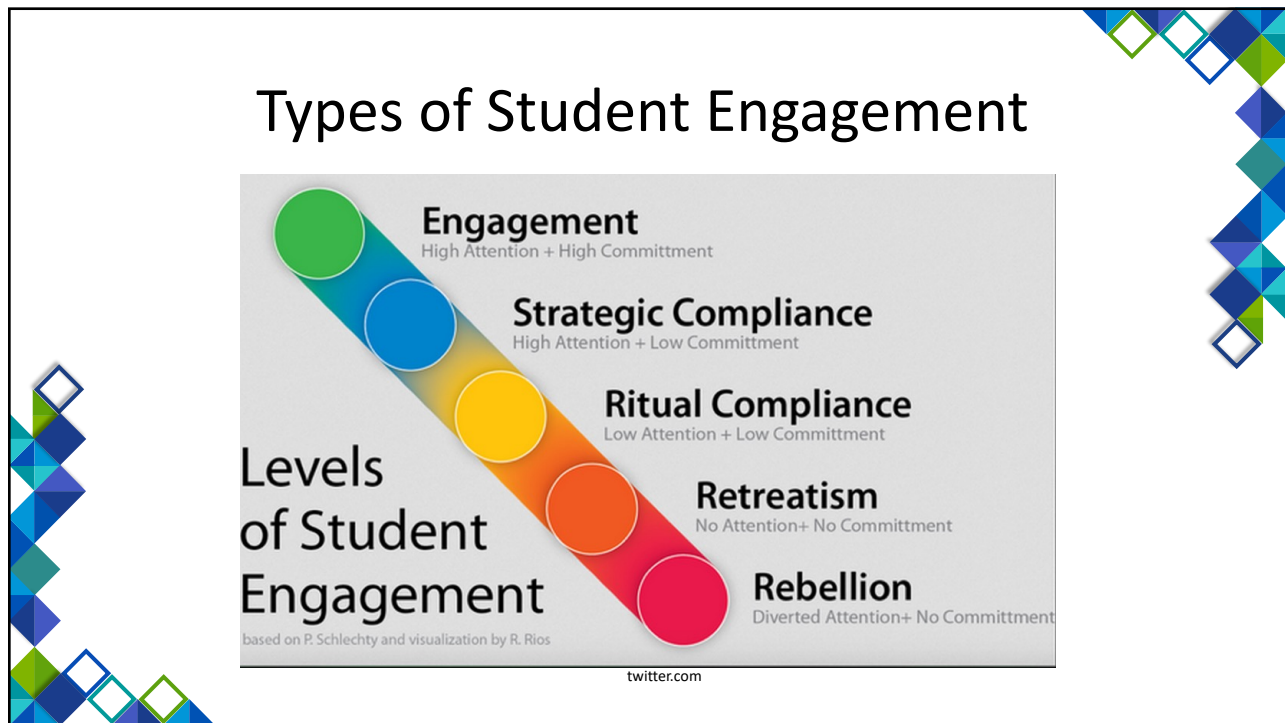 Types of Student Engagement
Engagement
High Attention + High Committment
Strategic Compliance
High Attention + Low Committment
Ritual Compliance
Low Attention + Low Committment
Retreatism
No Attention+ No Committment
Rebellion
Diverted Attention+ No Committment
Levels
of Student
Engagement
based on P. Schlechty and visualization by R. Rios
twitter.com